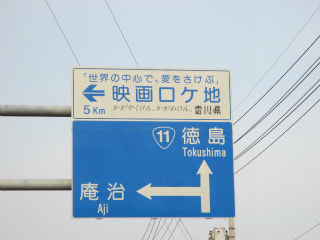 「世界の中心で、愛をさけぶ」
映画ロケ地
5Km
かがやくけん、かがわけん。香川県
11 徳島
Tokushima
庵治
Aji